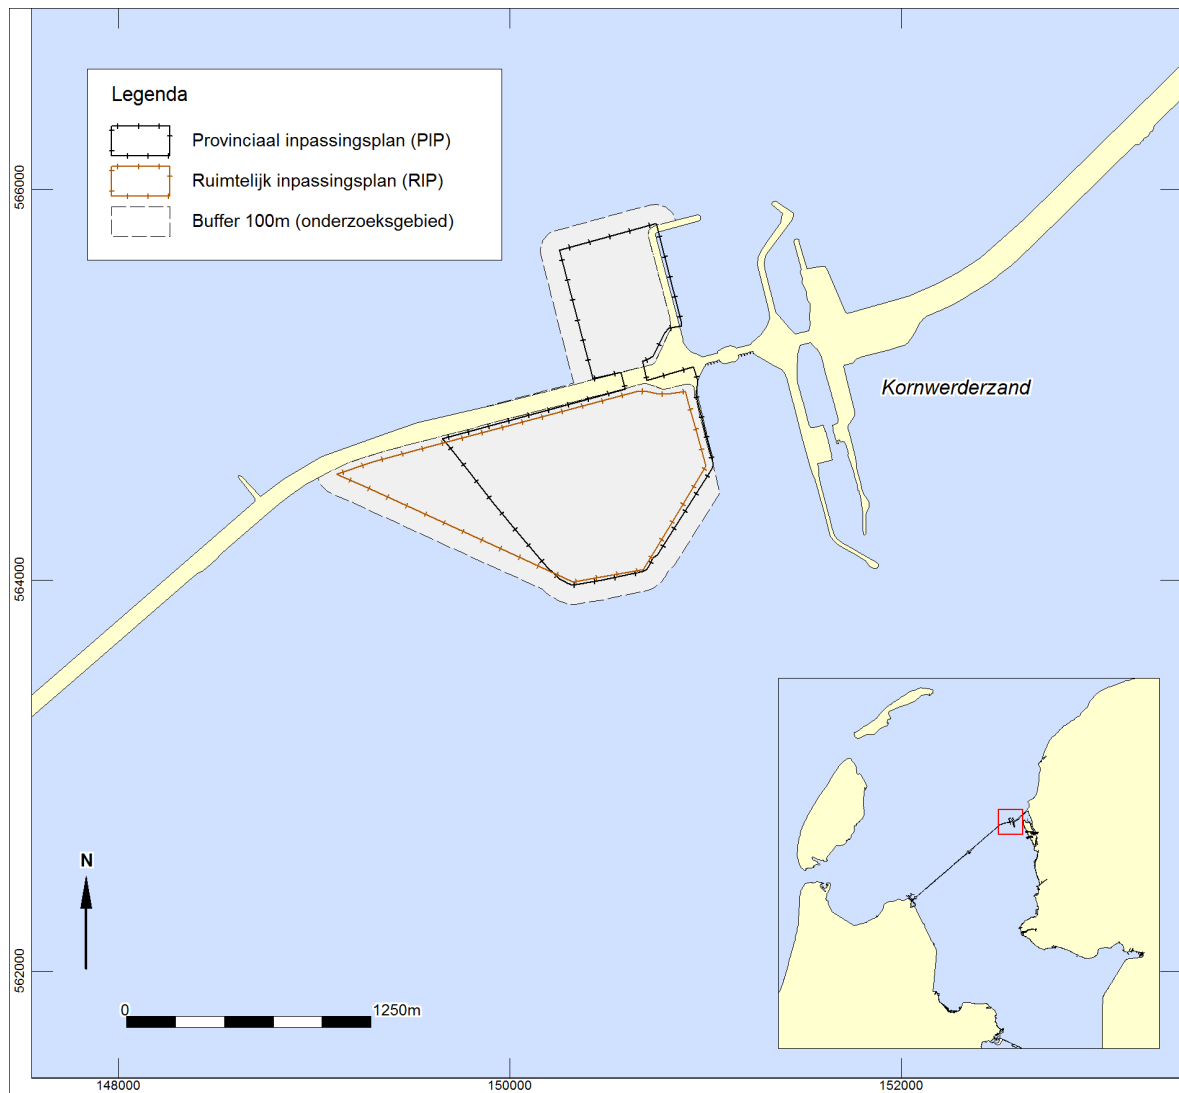 Legenda
Provinciaal inpassingsplan (PIP)
Ruimtelijk inpassingsplan (RIP)
Buffer 100m (onderzoeksgebied)
566000
Kornwerderzand
564000
N
562000
0 1250m
148000 150000 152000